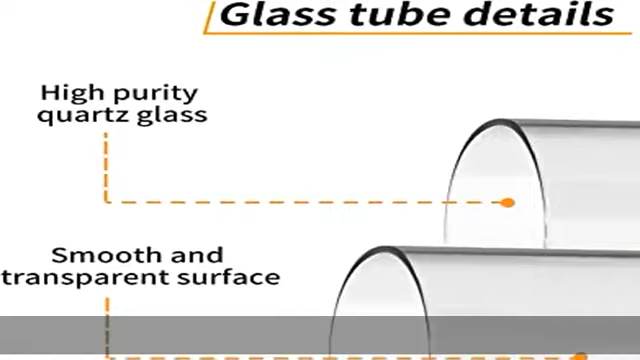 Glass tube details
High purity
quartz glass
Smooth and
transparent surface